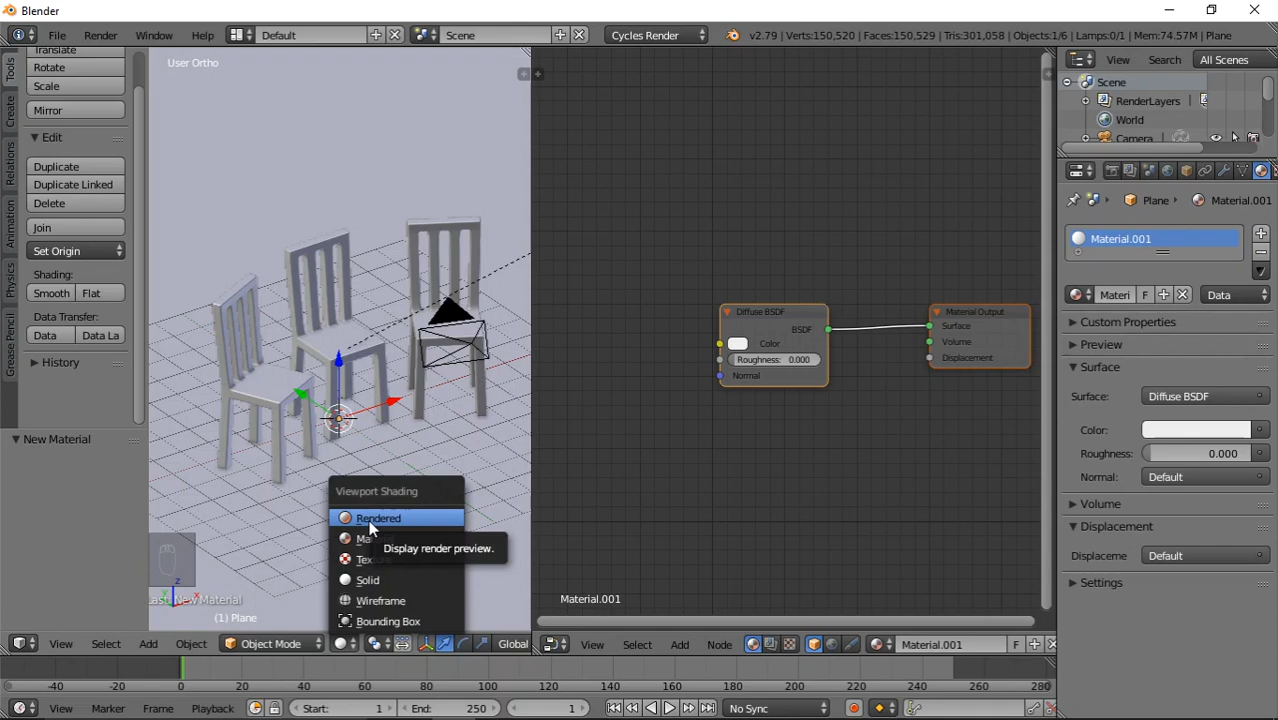 Blender
File
Render
Window
Help
Default
Scene
Cycles Render
v2.79 | Verts:150,520 | Faces:150,529 | Tris:301,058 | Objects:1/6 | Lamps:0/1 | Mem:74.57M | Plane
Translate
Rotate
Scale
Mirror
Edit
Duplicate
Duplicate Linked
Delete
Join
Set Origin
Shading:
Smooth
Flat
Data Transfer:
Data
Data La
History
New Material
Tools
Create
Relations
Animation
Physics
Grease Pencil
User Ortho
Viewport Shading
Rendered
Display render preview.
Solid
Wireframe
Bounding Box
New Material
(1) Plane
z
x
View
Select
Add
Object
Object Mode
Global
Diffuse BSDF
BSDF
Color
Roughness: 0.000
Normal
Material Output
Surface
Volume
Displacement
Material.001
View
Select
Add
Node
Material.001
F
View
Search
All Scenes
Scene
RenderLayers
World
Camera
Plane
Material.001
Material.001
Materi
F
Data
Custom Properties
Preview
Surface
Surface:
Diffuse BSDF
Color:
Roughness:
0.000
Normal:
Default
Volume
Displacement
Displaceme
Default
Settings
-40 -20 0 20 40 60 80 100 120 140 160 180 200 220 240 260 280
View
Marker
Frame
Playback
Start: 1
End: 250
1
No Sync